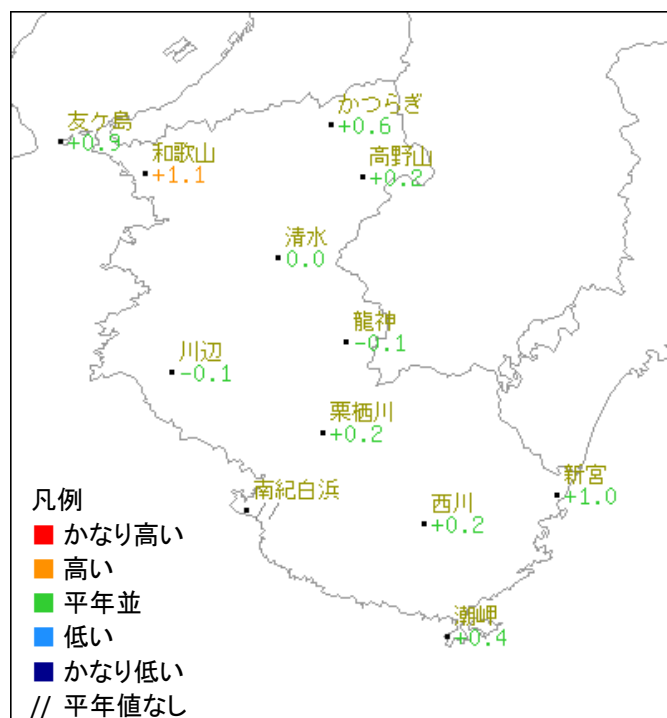 かつらぎ
+0.6
友ケ島
+0.9
和歌山
+1.1
高野山
+0.2
清水
0.0
龍神
-0.1
川辺
-0.1
栗栖川
+0.2
南紀白浜
//
西川
+0.2
新宮
+1.0
潮岬
+0.4
凡例
かなり高い
高い
平年並
低い
かなり低い
// 平年値なし